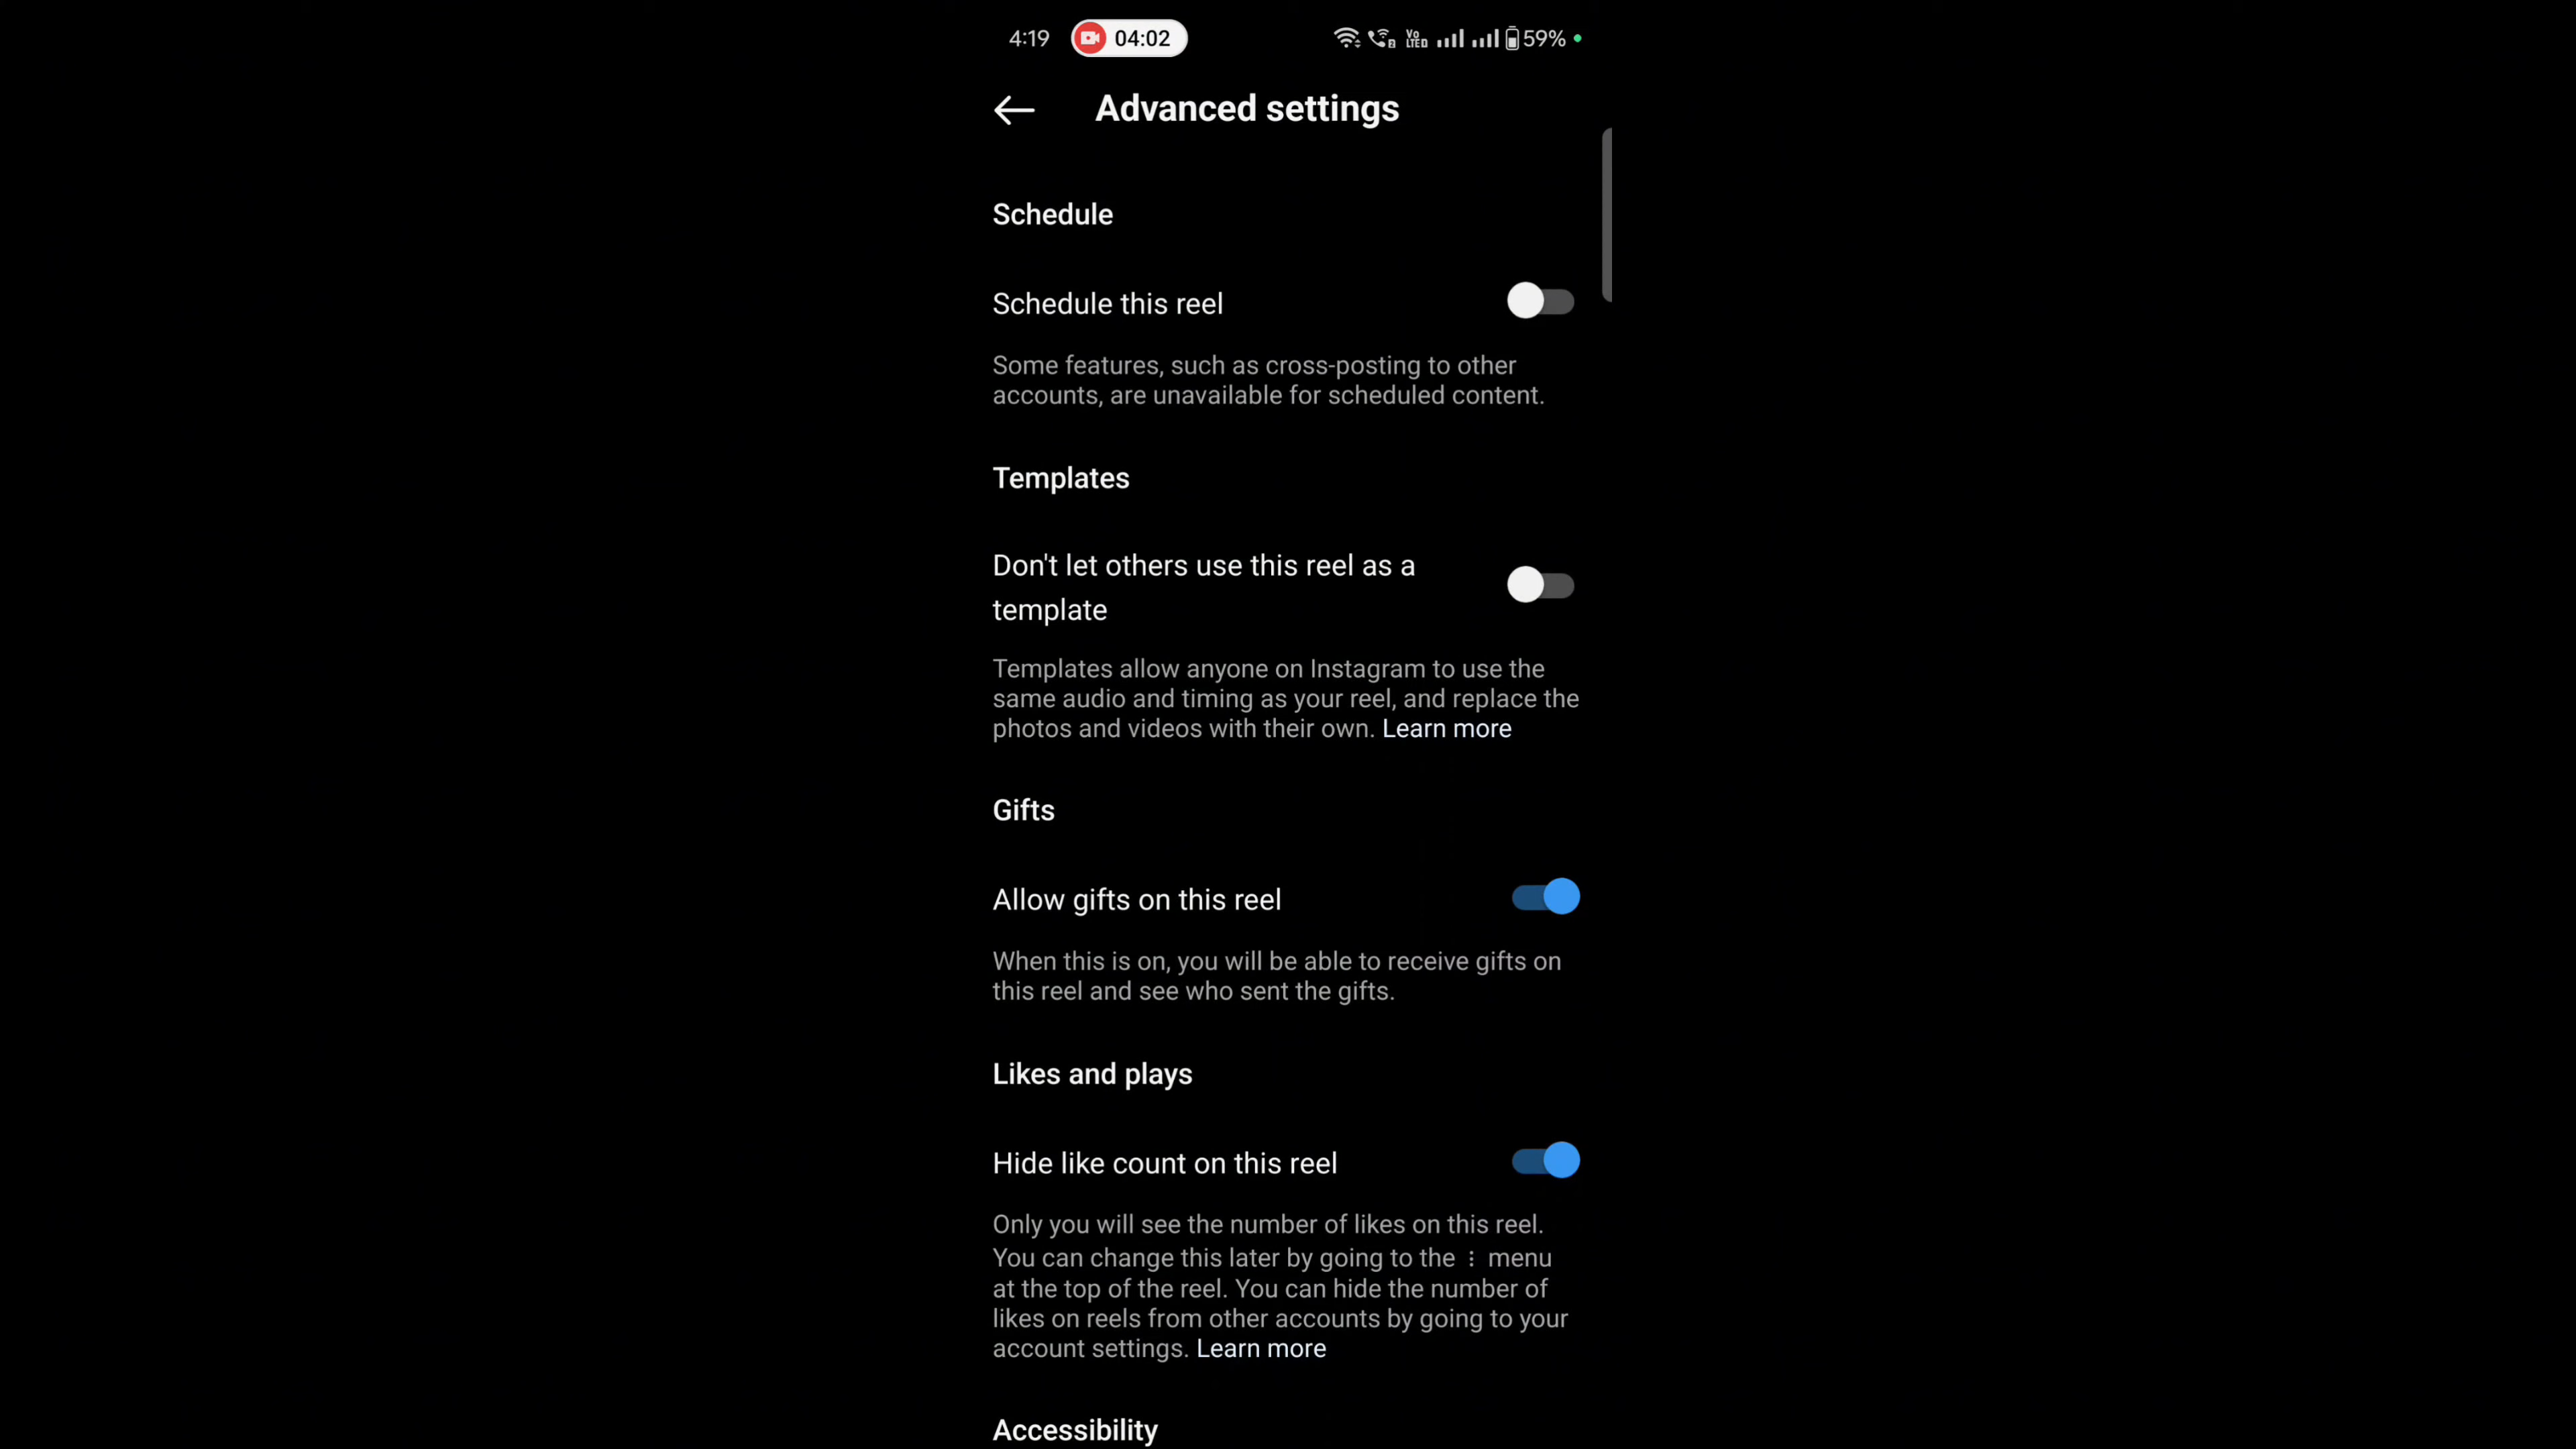 4:19 04:02 Vo LTED 59%
Advanced settings
Schedule
Schedule this reel
Some features, such as cross-posting to other
accounts, are unavailable for scheduled content.
Templates
Don't let others use this reel as a
template
Templates allow anyone on Instagram to use the
same audio and timing as your reel, and replace the
photos and videos with their own. Learn more
Gifts
Allow gifts on this reel
When this is on, you will be able to receive gifts on
this reel and see who sent the gifts.
Likes and plays
Hide like count on this reel
Only you will see the number of likes on this reel.
You can change this later by going to the ⋮ menu
at the top of the reel. You can hide the number of
likes on reels from other accounts by going to your
account settings. Learn more
Accessibility